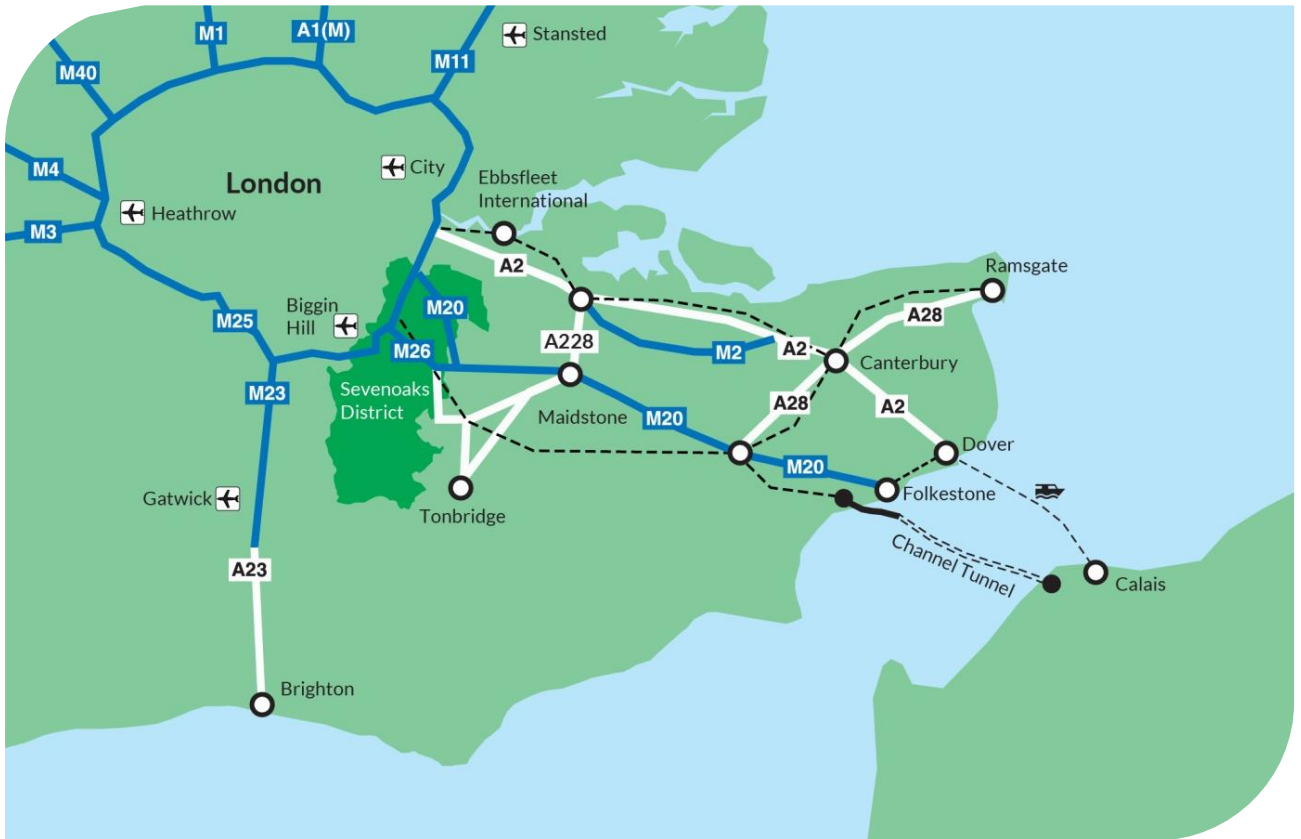 M1
A1(M)
Stansted
M40
M11
City
M4
London
Ebbsfleet
International
Heathrow
M3
A2
Ramsgate
Biggin
Hill
M20
A28
M25
A228
M26
M2
A2
Canterbury
M23
Sevenoaks
District
Maidstone
M20
A28
A2
Dover
M20
Gatwick
Tonbridge
Folkestone
Channel Tunnel
A23
Calais
Brighton